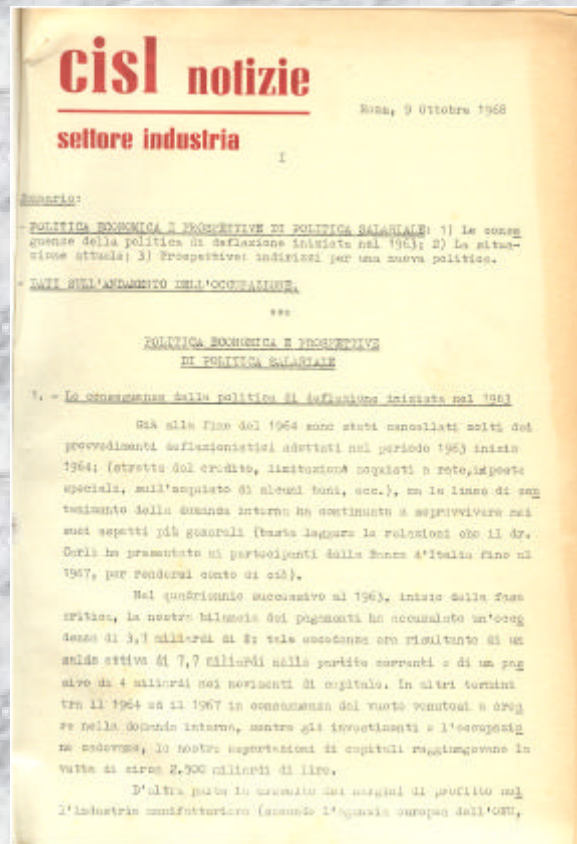 cisl notizie
Roma, 9 Ottobre 1968
settore industria
I
Sommario:
- POLITICA ECONOMICA E PROSPETTIVE DI POLITICA SALARIALE: 1) Le conse
guenze della politica di deflazione iniziata nel 1963; 2) La situa-
zione attuale; 3) Prospettive: indirizzi per una nuova politica.
- DATI SULL'ANDAMENTO DELL'OCCUPAZIONE.
***
POLITICA ECONOMICA E PROSPETTIVE
DI POLITICA SALARIALE
1. - Le conseguenze della politica di deflazione iniziata nel 1963
Già alla fine del 1964 sono stati cancellati molti dei
provvedimenti deflazionistici adottati nel periodo 1963 inizio
1964: (stretta del credito, limitazione acquisti a rate, imposte
speciale, sull'acquisto di alcuni beni, ecc.), ma la linea di con
tenimento della domanda interna ha continuato a sopravvivere nei
suoi aspetti più generali (basta leggere le relazioni che il dr.
Carli ha presentato ai partecipanti della Banca d'Italia fino al
1967, per rendersi conto di ciò).
Nel quadriennio successivo al 1963, inizio della fase
critica, la nostra bilancia dei pagamenti ha accumulato un'ecce
denza di 3,7 miliardi di $: tale eccedenza era risultante di un
saldo attivo di 7,7 miliardi nelle partite correnti e di un pas
sivo di 4 miliardi nei movimenti di capitale. In altri termini
tra il 1964 ed il 1967 in conseguenza del vuoto venutosi a crea
re nella domanda interna, mentre gli investimenti e l'occupazio
ne cadevano, le nostre esportazioni di capitali raggiungevano la
vetta di circa 2.500 miliardi di lire.
D'altra parte in crescita dei margini di profitto nel
l'industria manifatturiera (secondo l'Agenzia europea dell'ONU,